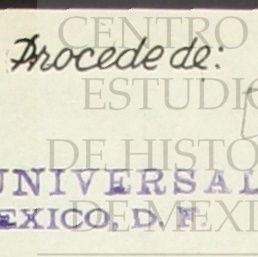 CENTRO
Procede de:
ESTUDIO
DE HISTO
UNIVERSAL
DE MEXI
EXICO, D. F